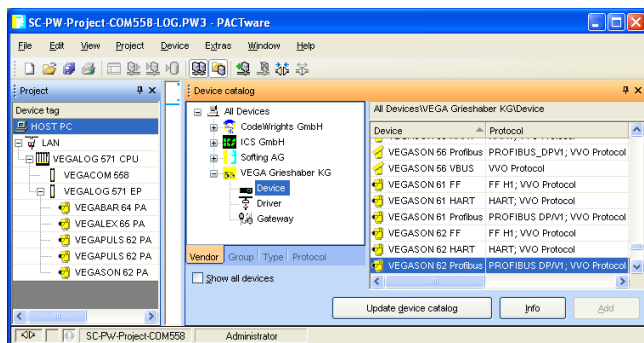 SC-PW-Project-COM558-LOG.PW3 - PACTware
File Edit View Project Device Extras Window Help
Project
Device tag
HOST PC
LAN
VEGALOG 571 CPU
VEGACOM 558
VEGALOG 571 EP
VEGABAR 64 PA
VEGALEX 65 PA
VEGAPULS 62 PA
VEGAPULS 62 PA
VEGASON 62 PA
Device catalog
All Devices
CodeWrights GmbH
ICS GmbH
Softing AG
VEGA Grieshaber KG
Device
Driver
Gateway
Vendor Group Type Protocol
Show all devices
All Devices\VEGA Grieshaber KG\Device
Device Protocol
VEGASON 56 Profibus PROFIBUS_DPV1; VVO Protocol
VEGASON 56 VBUS VVO Protocol
VEGASON 61 FF FF H1; VVO Protocol
VEGASON 61 HART HART; VVO Protocol
VEGASON 61 Profibus PROFIBUS DP/V1; VVO Protocol
VEGASON 62 FF FF H1; VVO Protocol
VEGASON 62 HART HART; VVO Protocol
VEGASON 62 Profibus PROFIBUS DP/V1; VVO Protocol
Update device catalog Info Add
SC-PW-Project-COM558 Administrator